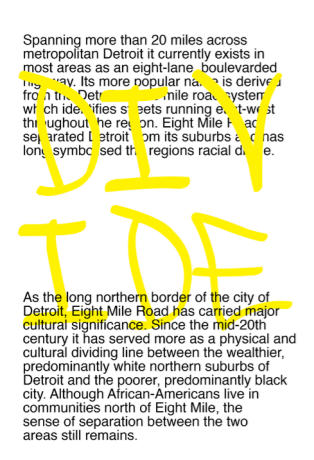 Spanning more than 20 miles across
metropolitan Detroit it currently exists in
most areas as an eight-lane boulevarded
highway. Its more popular name is derived
from the mile road system
which identifies streets running east-west
throughout the region. Eight Mile Road
separated Detroit from its suburbs and has
long symbolised the regions racial divide.
DIV
IDE
As the long northern border of the city of
Detroit, Eight Mile Road has carried major
cultural significance. Since the mid-20th
century it has served more as a physical and
cultural dividing line between the wealthier,
predominantly white northern suburbs of
Detroit and the poorer, predominantly black
city. Although African-Americans live in
communities north of Eight Mile, the
sense of separation between the two
areas still remains.